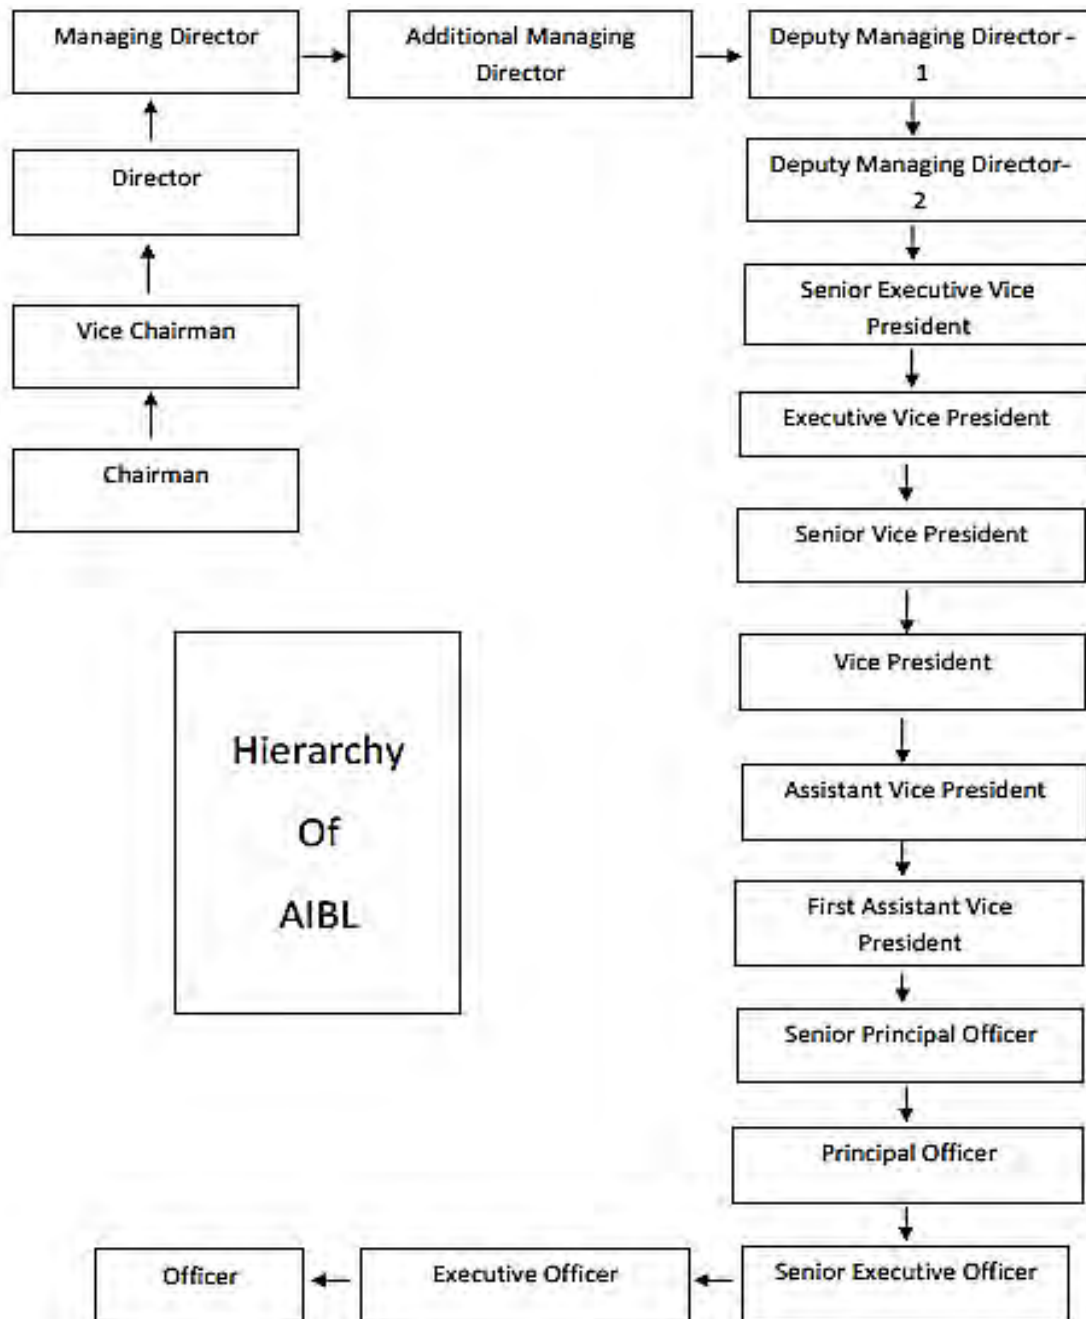 Managing Director
Additional Managing
Director
Deputy Managing Director -
1
Director
Deputy Managing Director-
2
Senior Executive Vice
President
Vice Chairman
Executive Vice President
Chairman
Senior Vice President
Vice President
Hierarchy
Of
AIBL
Assistant Vice President
First Assistant Vice
President
Senior Principal Officer
Principal Officer
Senior Executive Officer
Executive Officer
Officer